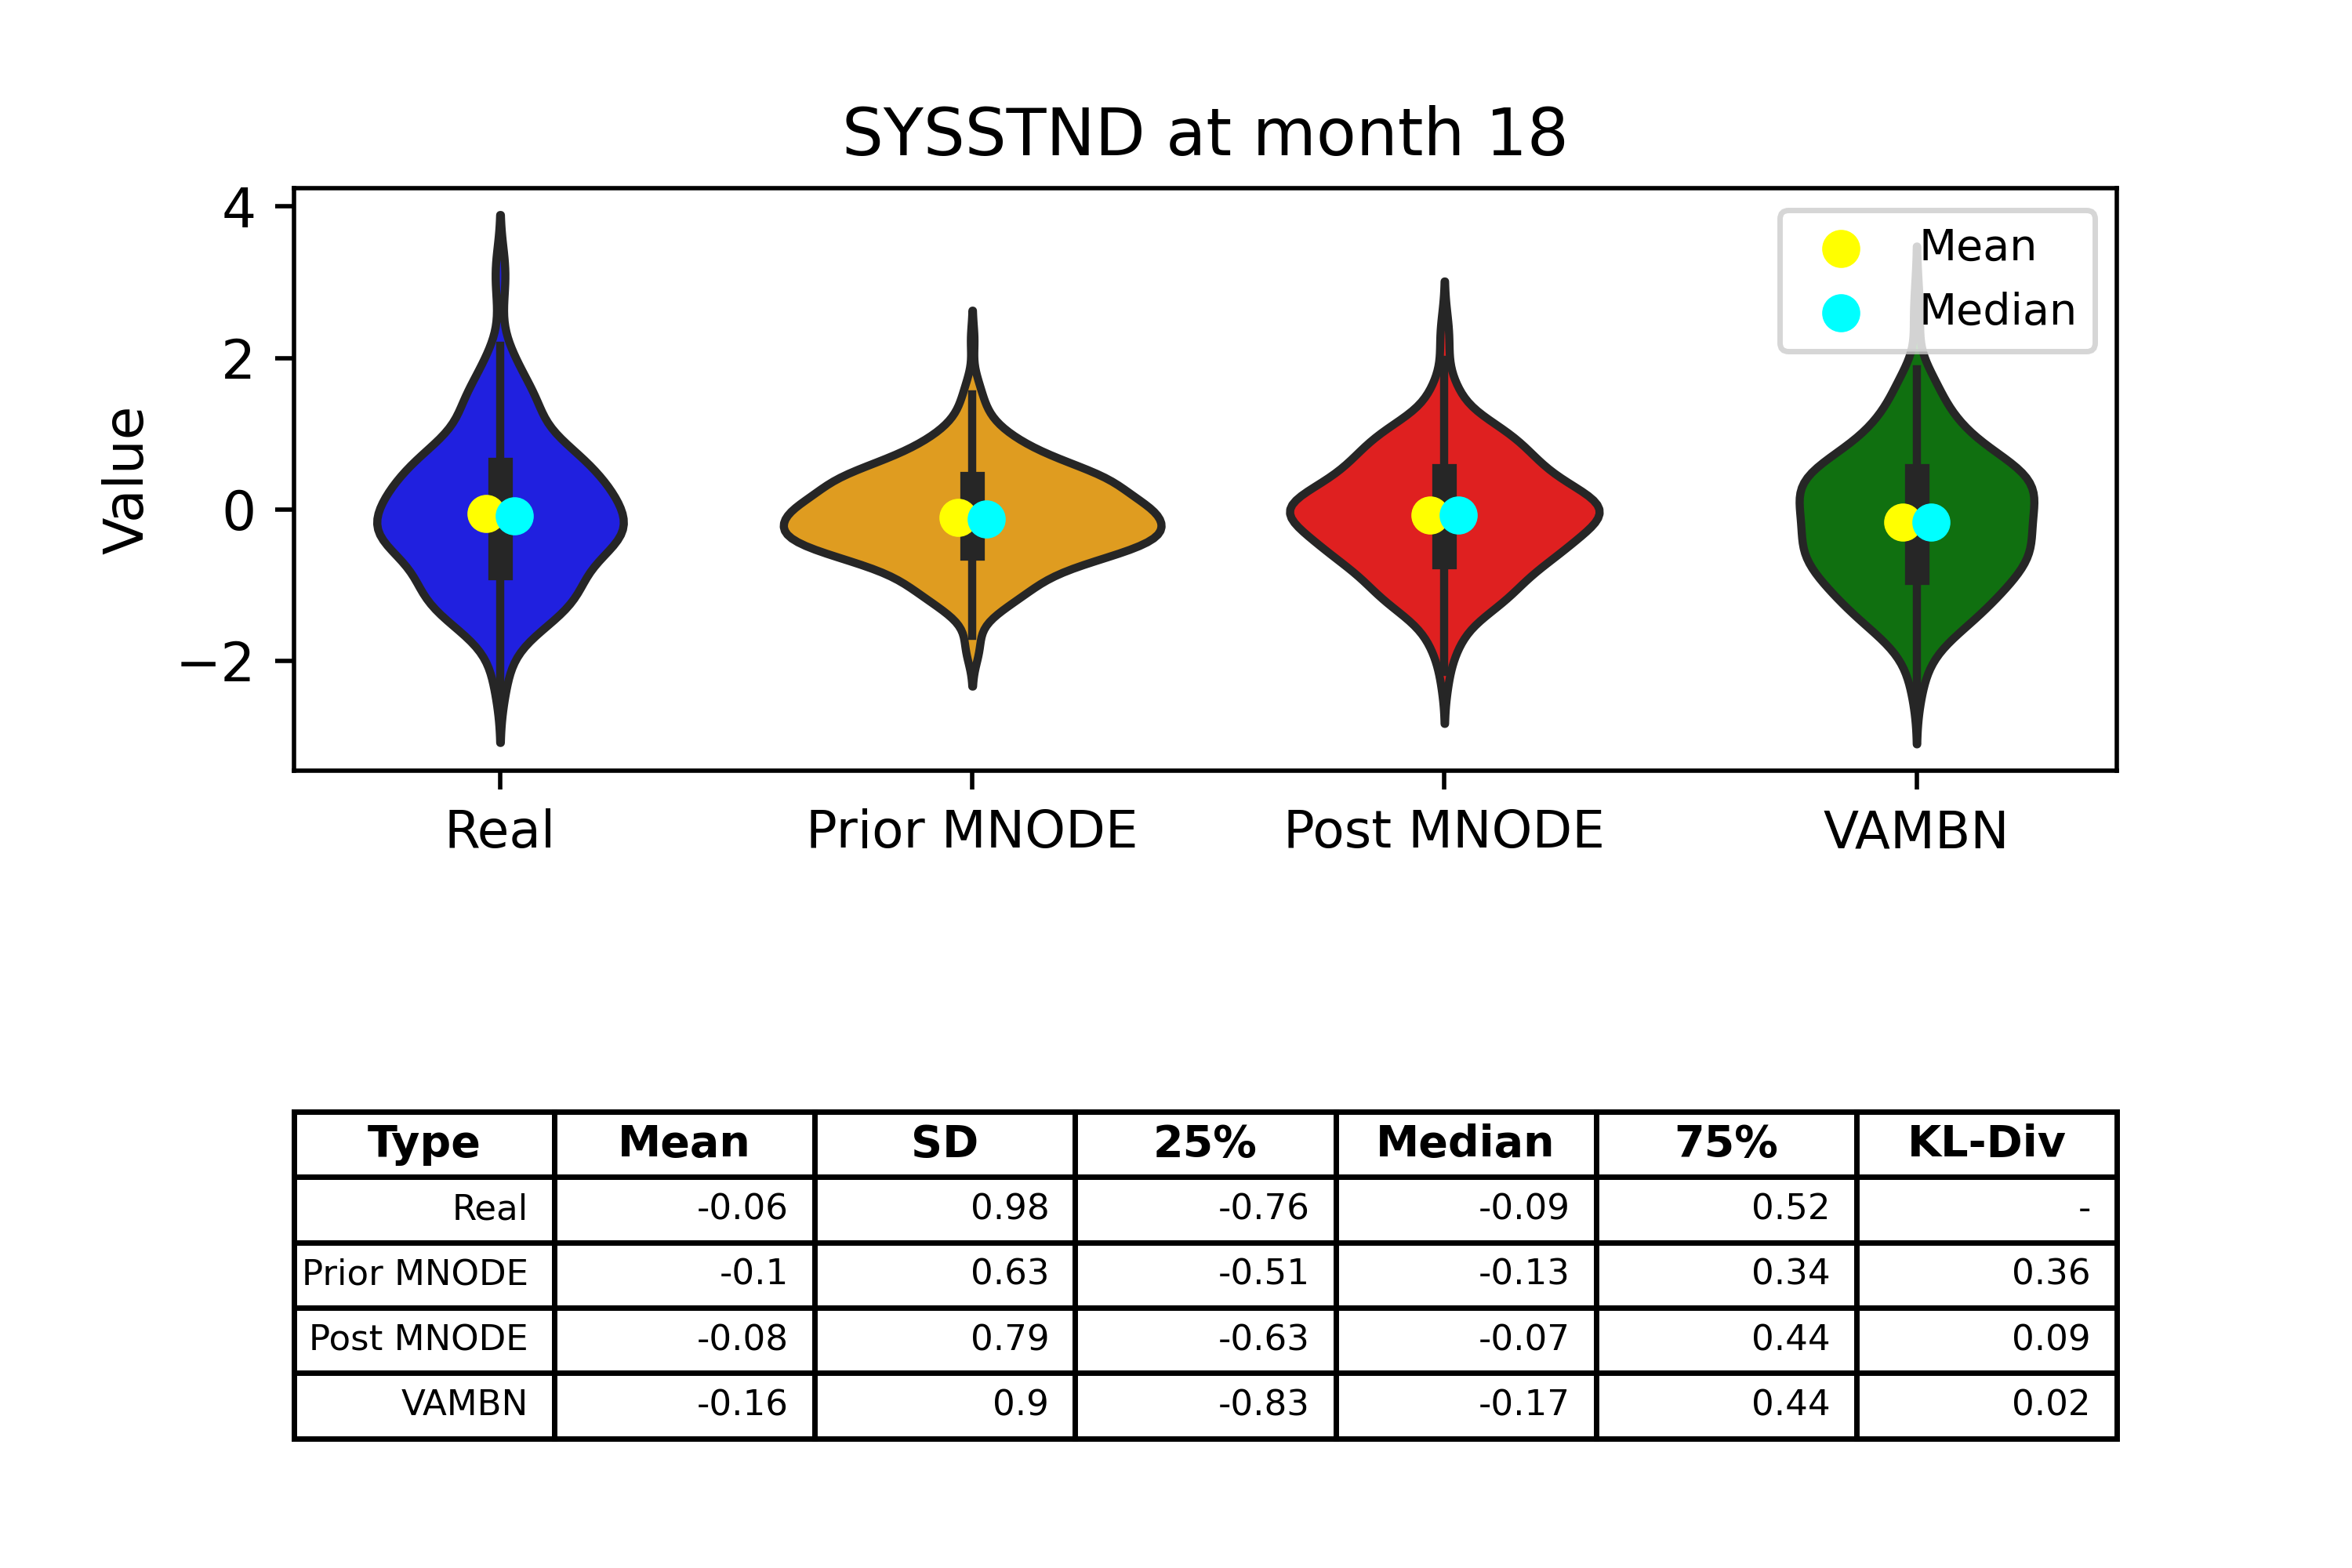 SYSSTND at month 18
4
2
0
−2
Value
Mean
Median
Real Prior MNODE Post MNODE VAMBN
Type Mean SD 25% Median 75% KL-Div
Real -0.06 0.98 -0.76 -0.09 0.52 -
Prior MNODE -0.1 0.63 -0.51 -0.13 0.34 0.36
Post MNODE -0.08 0.79 -0.63 -0.07 0.44 0.09
VAMBN -0.16 0.9 -0.83 -0.17 0.44 0.02